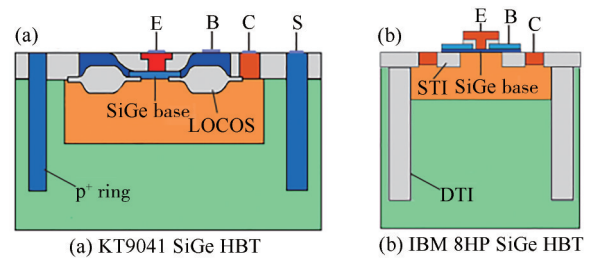 (a)
E
B
C
S
SiGe base
LOCOS
p+ ring
(a) KT9041 SiGe HBT
(b)
E
B
C
STI
SiGe base
DTI
(b) IBM 8HP SiGe HBT